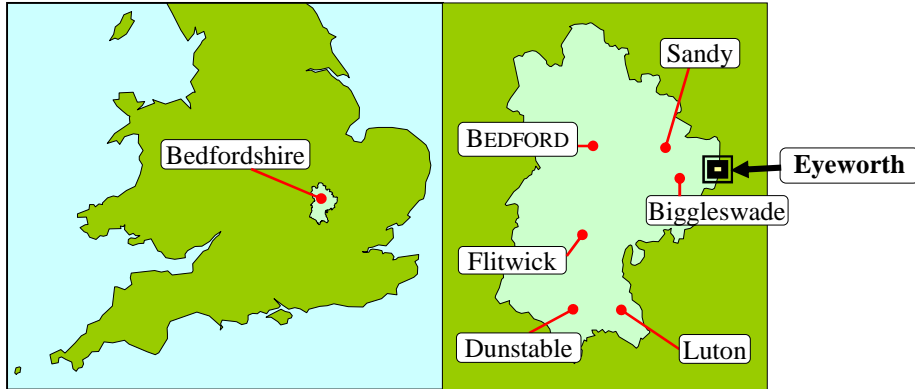 Bedfordshire
Sandy
BEDFORD
Eyeworth
Biggleswade
Flitwick
Dunstable
Luton